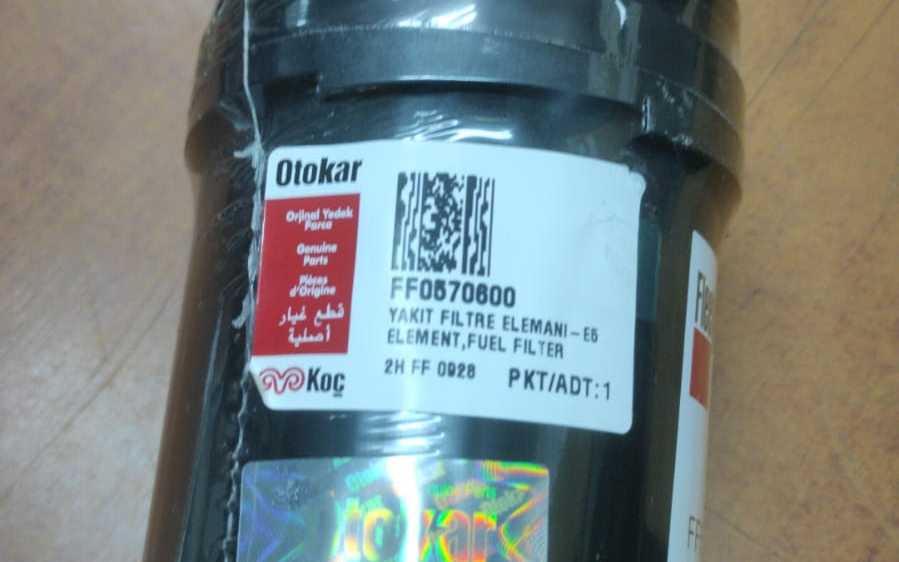 Otokar
Orjinal Yedek
Parca
Genuine
Parts
Pièces
d'Origine
قطع غيار
أصلية
Koç
FF0570600
YAKIT FILTRE ELEMANI-E5
ELEMENT,FUEL FILTER
2H FF 0928
PKT/ADT:1